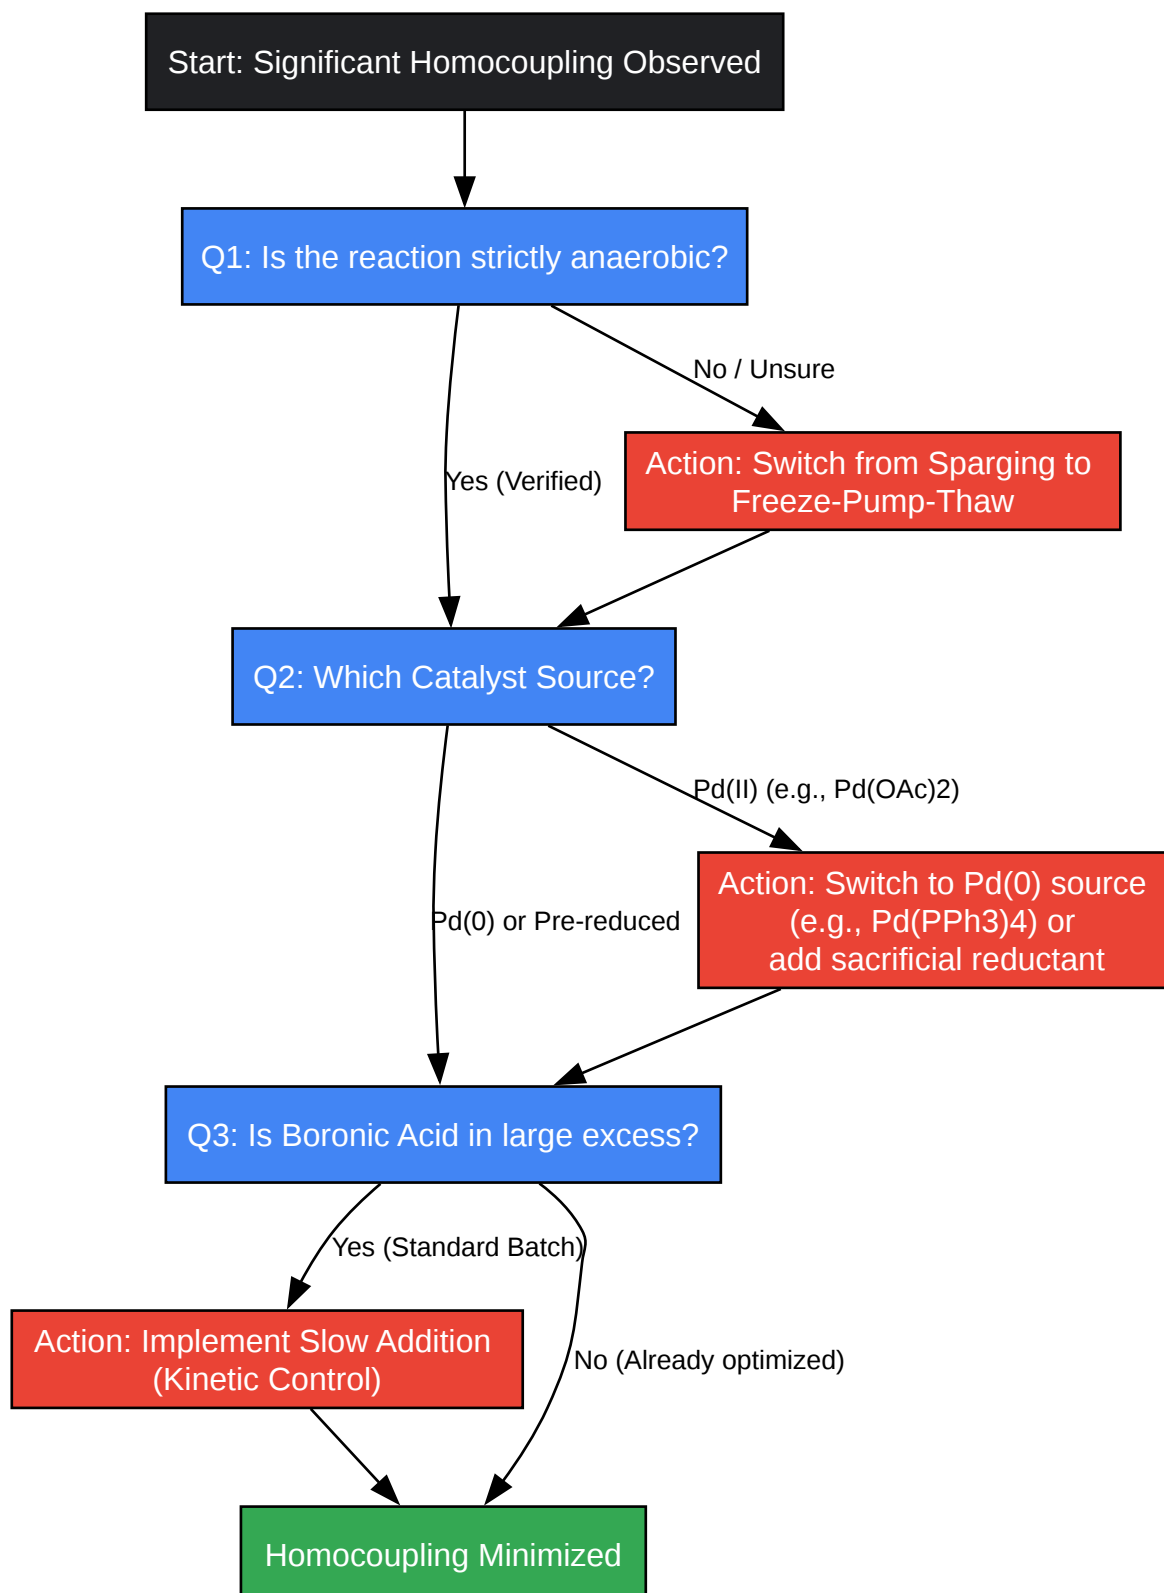 Start: Significant Homocoupling Observed
Q1: Is the reaction strictly anaerobic?
No / Unsure
Action: Switch from Sparging to
Freeze-Pump-Thaw
Yes (Verified)
Q2: Which Catalyst Source?
Pd(II) (e.g., Pd(OAc)2)
Action: Switch to Pd(0) source
(e.g., Pd(PPh3)4) or
add sacrificial reductant
Pd(0) or Pre-reduced
Q3: Is Boronic Acid in large excess?
Yes (Standard Batch)
Action: Implement Slow Addition
(Kinetic Control)
No (Already optimized)
Homocoupling Minimized